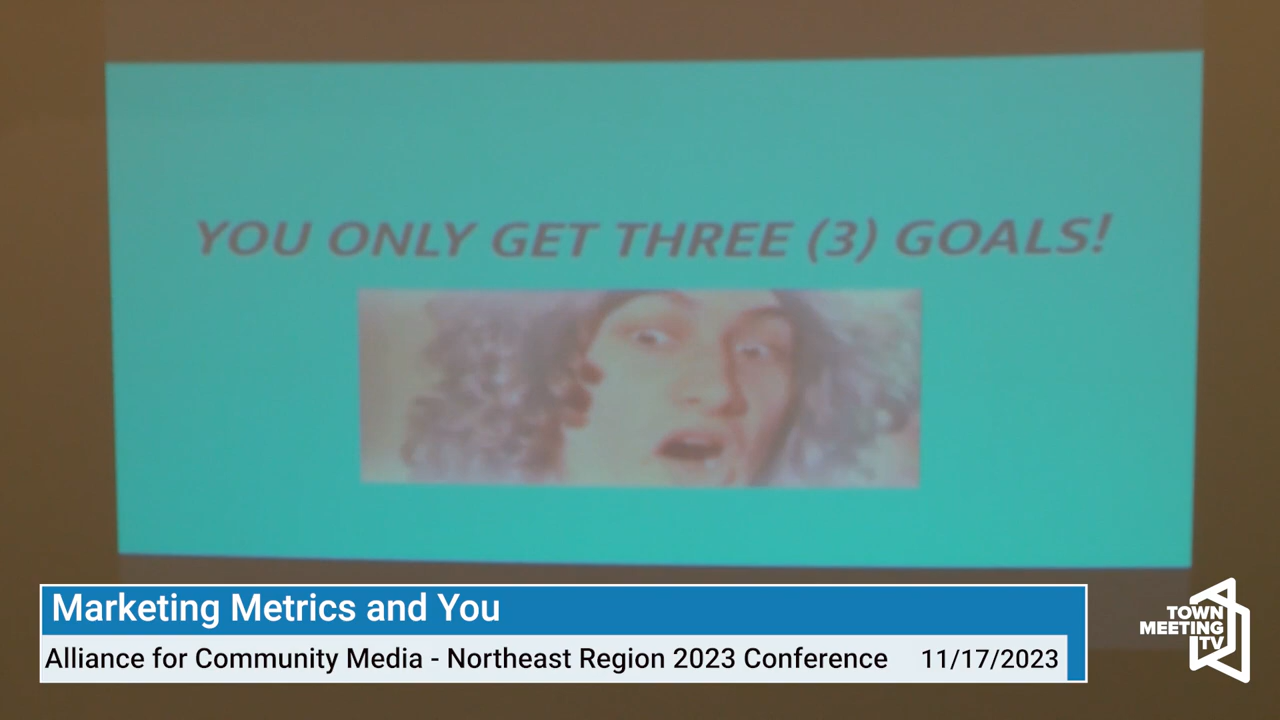 YOU ONLY GET THREE (3) GOALS!
Marketing Metrics and You
Alliance for Community Media - Northeast Region 2023 Conference 11/17/2023
TOWN
MEETING
TV